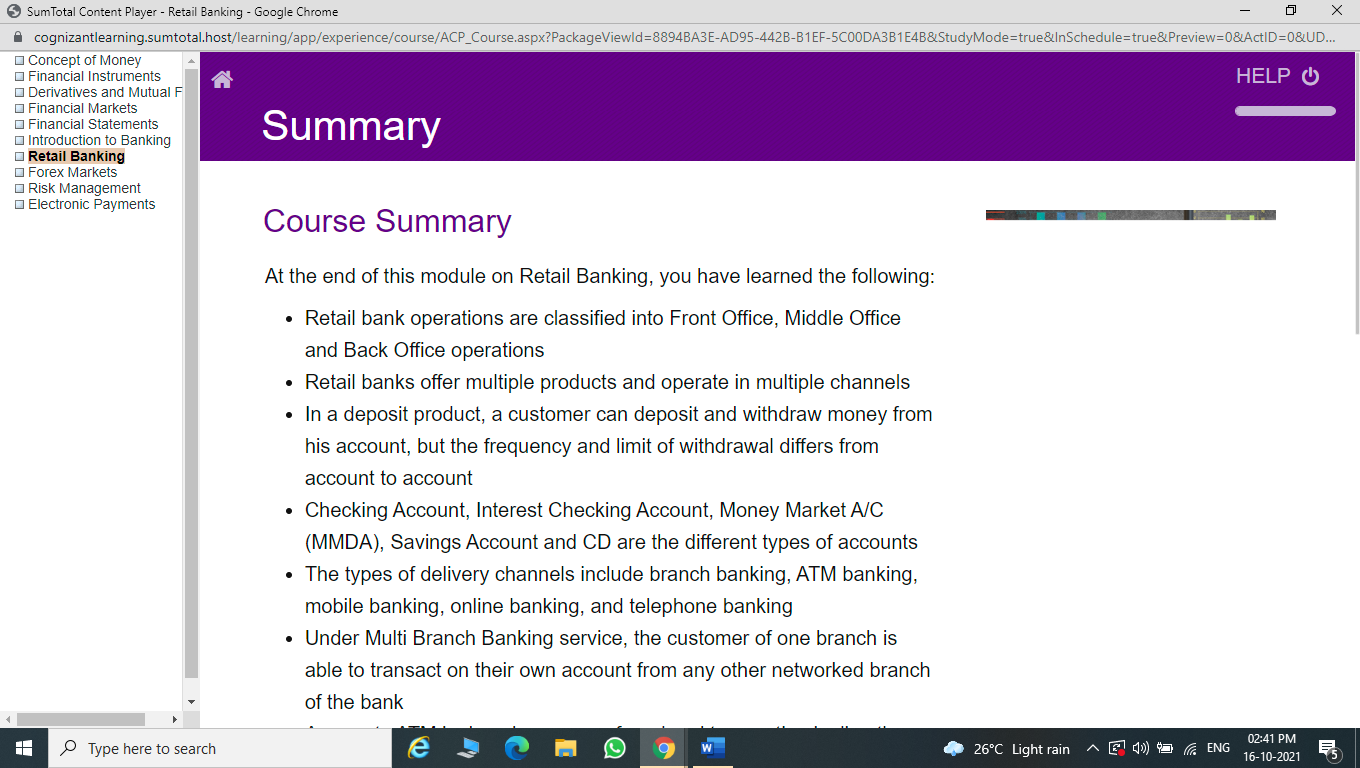 SumTotal Content Player - Retail Banking - Google Chrome
cognizantlearning.sumtotal.host/learning/app/experience/course/ACP_Course.aspx?PackageViewId=8894BA3E-AD95-442B-B1EF-5C00DA3B1E4B&StudyMode=true&InSchedule=true&Preview=0&ActID=0&UD...
Concept of Money
Financial Instruments
Derivatives and Mutual F
Financial Markets
Financial Statements
Introduction to Banking
Retail Banking
Forex Markets
Risk Management
Electronic Payments
HELP
Summary
Course Summary
At the end of this module on Retail Banking, you have learned the following:
• Retail bank operations are classified into Front Office, Middle Office
and Back Office operations
• Retail banks offer multiple products and operate in multiple channels
• In a deposit product, a customer can deposit and withdraw money from
his account, but the frequency and limit of withdrawal differs from
account to account
• Checking Account, Interest Checking Account, Money Market A/C
(MMDA), Savings Account and CD are the different types of accounts
• The types of delivery channels include branch banking, ATM banking,
mobile banking, online banking, and telephone banking
• Under Multi Branch Banking service, the customer of one branch is
able to transact on their own account from any other networked branch
of the bank
Type here to search
26°C Light rain
ENG
02:41 PM
16-10-2021
5